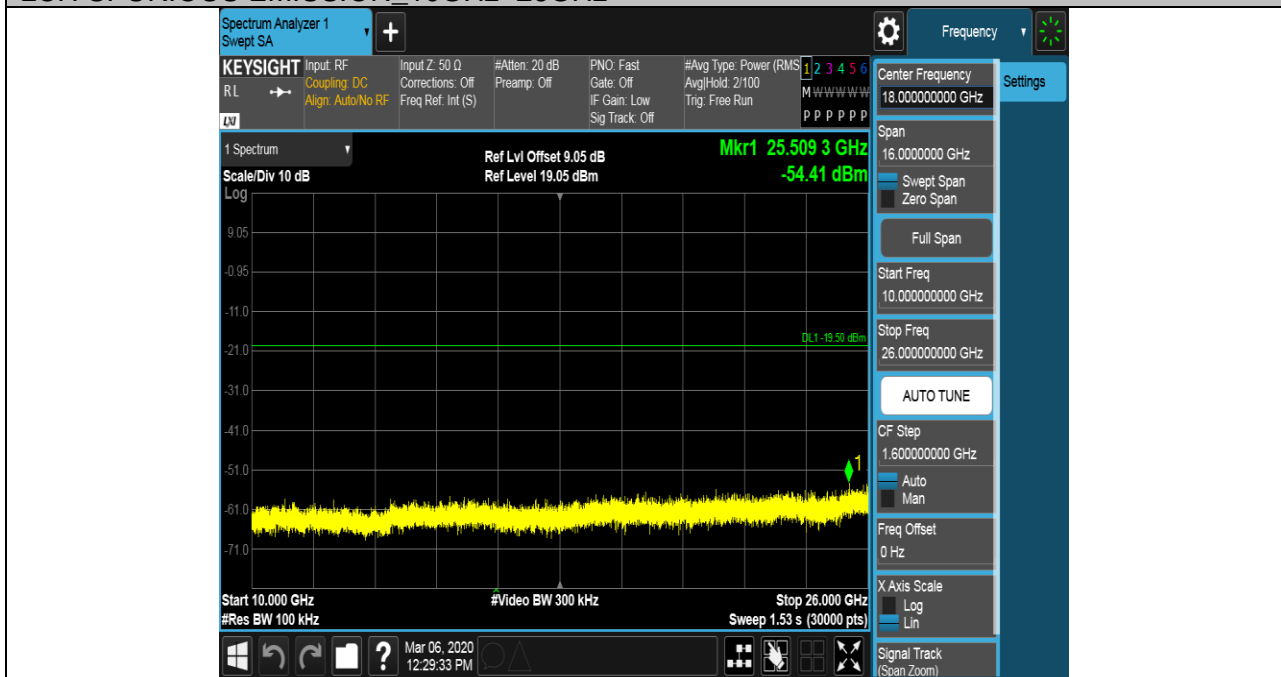 Spectrum Analyzer 1
Swept SA
+
Frequency
KEYSIGHT
RL
LXI
Input: RF
Coupling: DC
Align: Auto/No RF
Input Z: 50 Ω
Corrections: Off
Freq Ref: Int (S)
#Atten: 20 dB
Preamp: Off
PNO: Fast
Gate: Off
IF Gain: Low
Sig Track: Off
#Avg Type: Power (RMS
Avg|Hold: 2/100
Trig: Free Run
1 2 3 4 5 6
M W W W W W
P P P P P P
Center Frequency
18.000000000 GHz
Settings
Span
16.0000000 GHz
Swept Span
Zero Span
Full Span
Start Freq
10.000000000 GHz
Stop Freq
26.000000000 GHz
AUTO TUNE
CF Step
1.600000000 GHz
Auto
Man
Freq Offset
0 Hz
X Axis Scale
Log
Lin
Signal Track
(Span Zoom)
1 Spectrum
Scale/Div 10 dB
Log
Ref Lvl Offset 9.05 dB
Ref Level 19.05 dBm
Mkr1 25.509 3 GHz
-54.41 dBm
9.05
-0.95
-11.0
DL1 -19.50 dBm
-21.0
-31.0
-41.0
-51.0
1
-61.0
-71.0
Start 10.000 GHz
#Res BW 100 kHz
#Video BW 300 kHz
Stop 26.000 GHz
Sweep 1.53 s (30000 pts)
?
Mar 06, 2020
12:29:33 PM